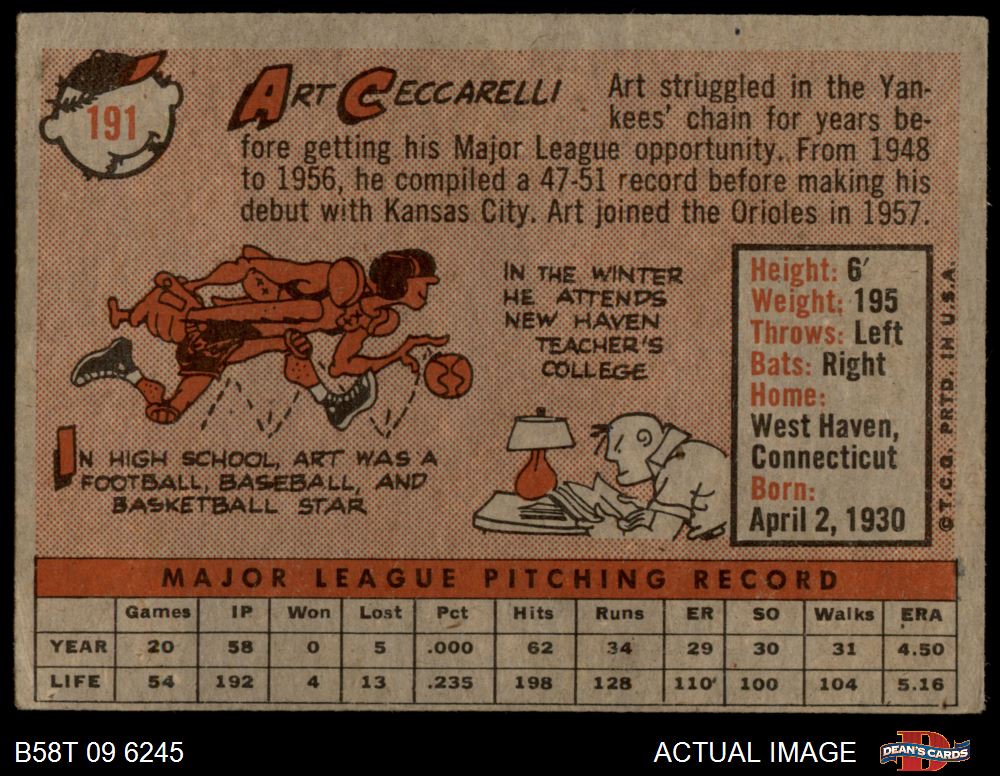 191
ART CECCARELLI
Art struggled in the Yan-
kees' chain for years be-
fore getting his Major League opportunity. From 1948
to 1956, he compiled a 47-51 record before making his
debut with Kansas City. Art joined the Orioles in 1957.
IN HIGH SCHOOL, ART WAS A
FOOTBALL, BASEBALL, AND
BASKETBALL STAR
IN THE WINTER
HE ATTENDS
NEW HAVEN
TEACHER'S
COLLEGE
Height: 6'
Weight: 195
Throws: Left
Bats: Right
Home:
West Haven,
Connecticut
Born:
April 2, 1930
© T.C.G. PRTD. IN U.S.A.
MAJOR LEAGUE PITCHING RECORD
Games IP Won Lost Pct Hits Runs ER SO Walks ERA
YEAR 20 58 0 5 .000 62 34 29 30 31 4.50
LIFE 54 192 4 13 .235 198 128 110 100 104 5.16
B58T 09 6245
ACTUAL IMAGE
DEAN'S CARDS